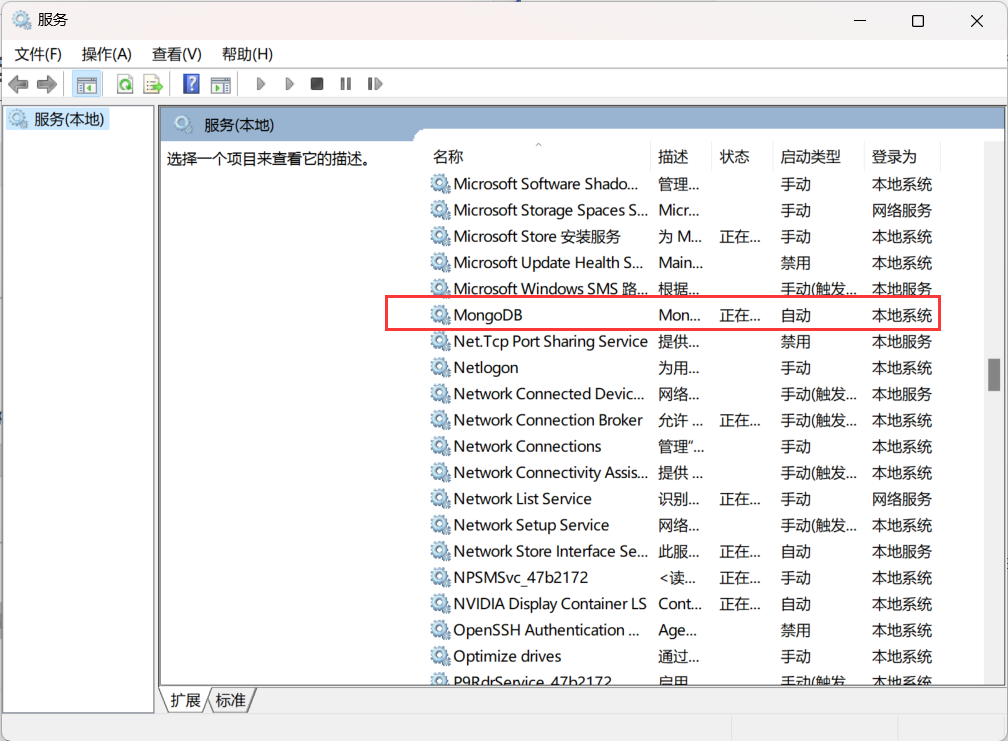 服务
文件(F) 操作(A) 查看(V) 帮助(H)
服务(本地)
服务(本地)
选择一个项目来查看它的描述。
名称 描述 状态 启动类型 登录为
Microsoft Software Shado... 管理... 手动 本地系统
Microsoft Storage Spaces S... Micr... 手动 网络服务
Microsoft Store 安装服务 为 M... 正在... 手动 本地系统
Microsoft Update Health S... Main... 禁用 本地系统
Microsoft Windows SMS 路... 根据... 手动(触发... 本地服务
MongoDB Mon... 正在... 自动 本地系统
Net.Tcp Port Sharing Service 提供... 禁用 本地服务
Netlogon 为用... 手动 本地系统
Network Connected Devic... 网络... 手动(触发... 本地服务
Network Connection Broker 允许 ... 正在... 手动(触发... 本地系统
Network Connections 管理“... 手动 本地系统
Network Connectivity Assis... 提供 ... 手动(触发... 本地系统
Network List Service 识别... 正在... 手动 网络服务
Network Setup Service 网络... 手动(触发... 本地系统
Network Store Interface Se... 此服... 正在... 自动 本地服务
NPSMSvc_47b2172 <读... 正在... 手动 本地系统
NVIDIA Display Container LS Cont... 正在... 自动 本地系统
OpenSSH Authentication ... Age... 禁用 本地系统
Optimize drives 通过... 手动 本地系统
P9RdrService_47b2172 启用... 手动(触发... 本地系统
扩展 标准